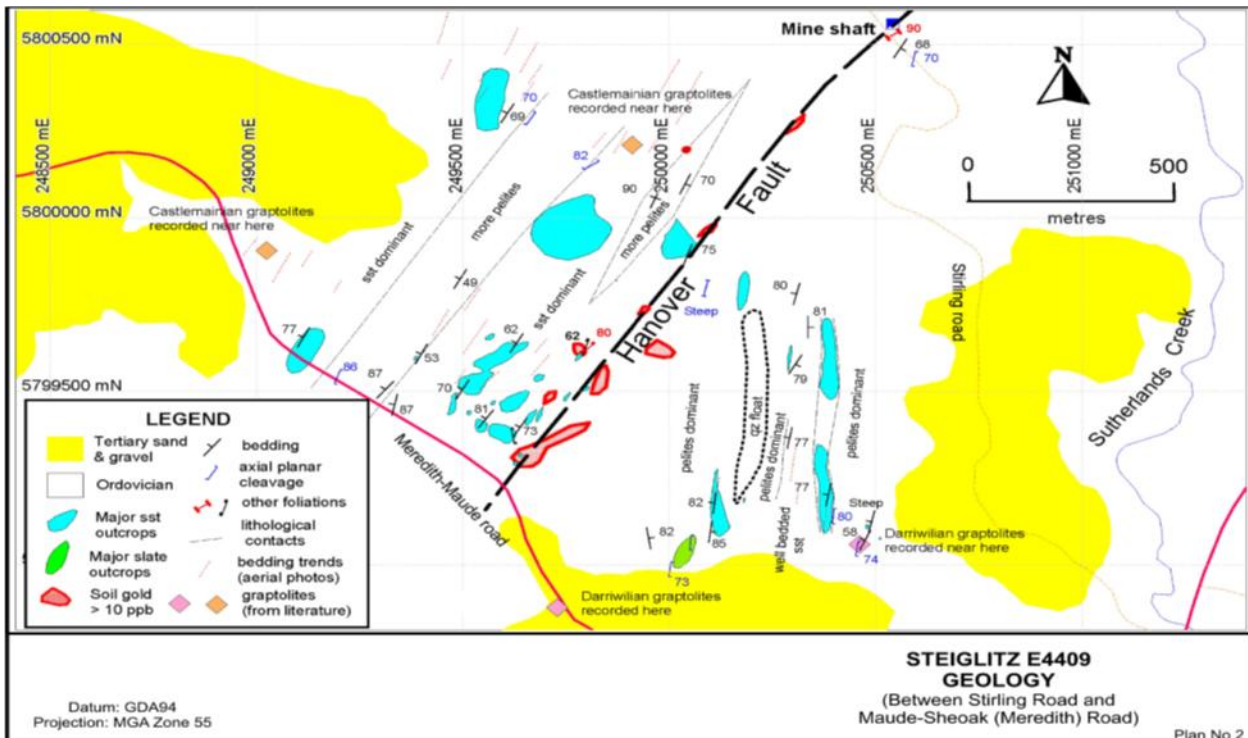 Mine shaft
90
68
70
5800500 mN
N
Castlemainian graptolites
recorded near here
70
69
248500 mE
249000 mE
249500 mE
250000 mE
250500 mE
251000 mE
0
500
metres
82
90
70
Fault
Castlemainian graptolites
recorded near here
5800000 mN
more pelites
more pelites
sst dominant
sst dominant
75
49
Steep
80
81
Hanover
Stirling road
Sutherlands Creek
77
62
62
80
53
86
87
79
5799500 mN
70
87
81
73
77
77
pelites dominant
qz float
pelites dominant
pelites dominant
well bedded
sst
Meredith-Maude road
82
85
82
73
80
Steep
58
74
Darriwilian graptolites
recorded near here
Darriwilian graptolites
recorded here
LEGEND
Tertiary sand
& gravel
Ordovician
Major sst
outcrops
Major slate
outcrops
Soil gold
> 10 ppb
bedding
axial planar
cleavage
other foliations
lithological
contacts
bedding trends
(aerial photos)
graptolites
(from literature)
Datum: GDA94
Projection: MGA Zone 55
STEIGLITZ E4409
GEOLOGY
(Between Stirling Road and
Maude-Sheoak (Meredith) Road)
Plan No 2